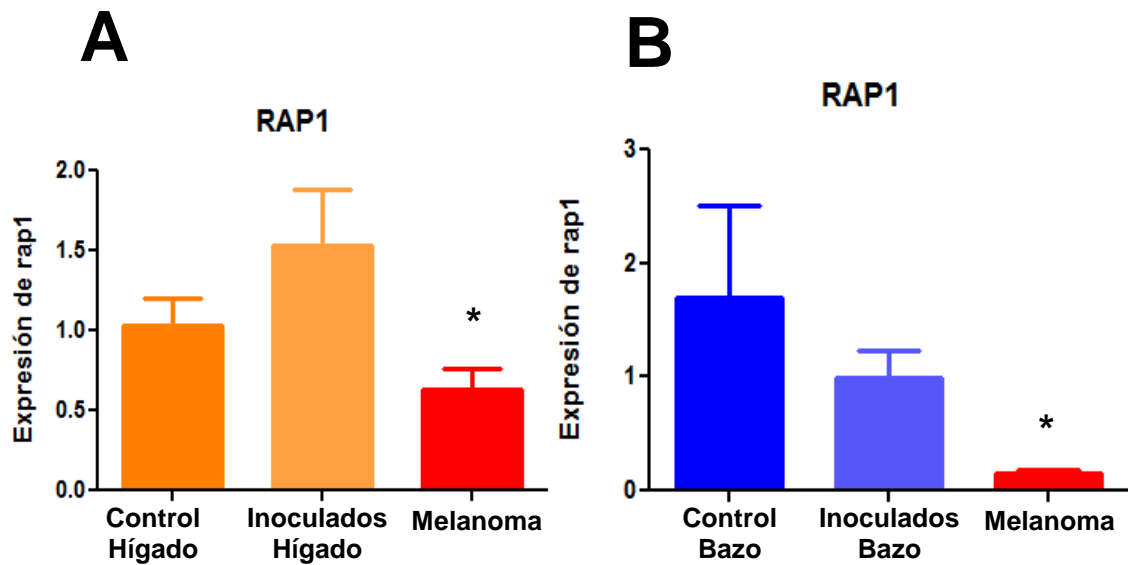 A
RAP1
Expresión de rap1
2.0
1.5
1.0
0.5
0.0
*
Control
Hígado
Inoculados
Hígado
Melanoma
B
RAP1
Expresión de rap1
3
2
1
0
*
Control
Bazo
Inoculados
Bazo
Melanoma